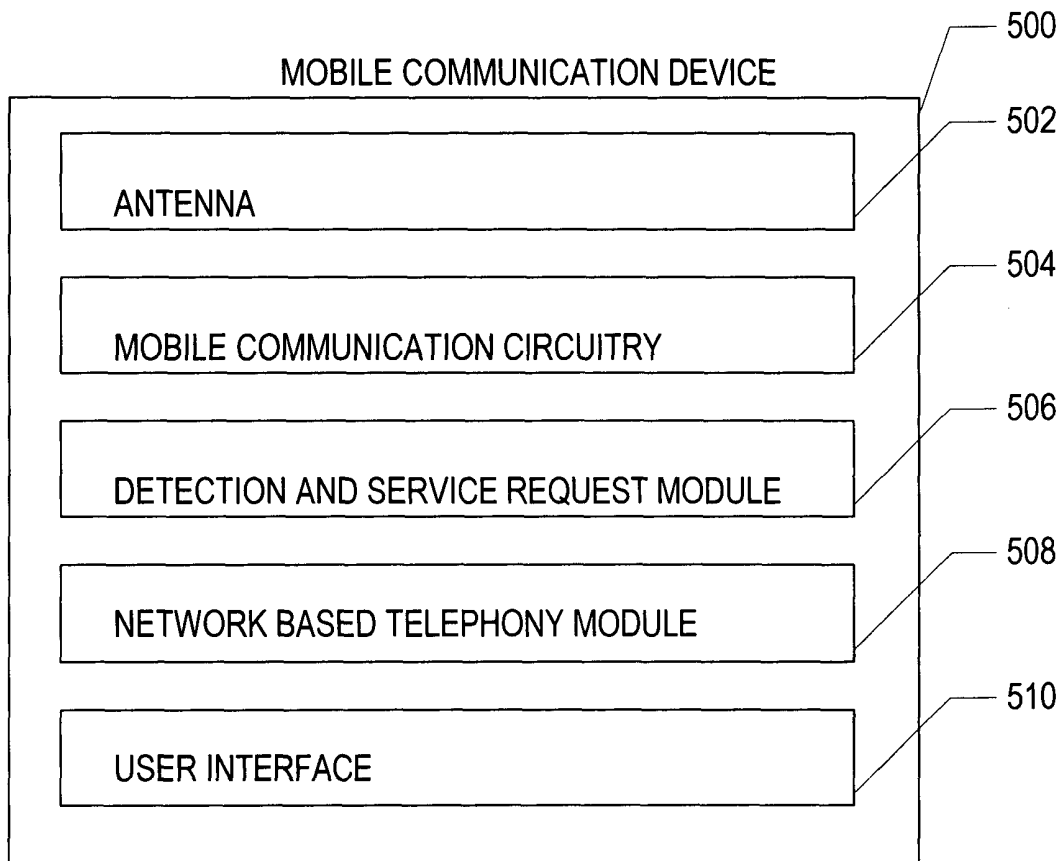 500
MOBILE COMMUNICATION DEVICE
502
ANTENNA
504
MOBILE COMMUNICATION CIRCUITRY
506
DETECTION AND SERVICE REQUEST MODULE
508
NETWORK BASED TELEPHONY MODULE
510
USER INTERFACE